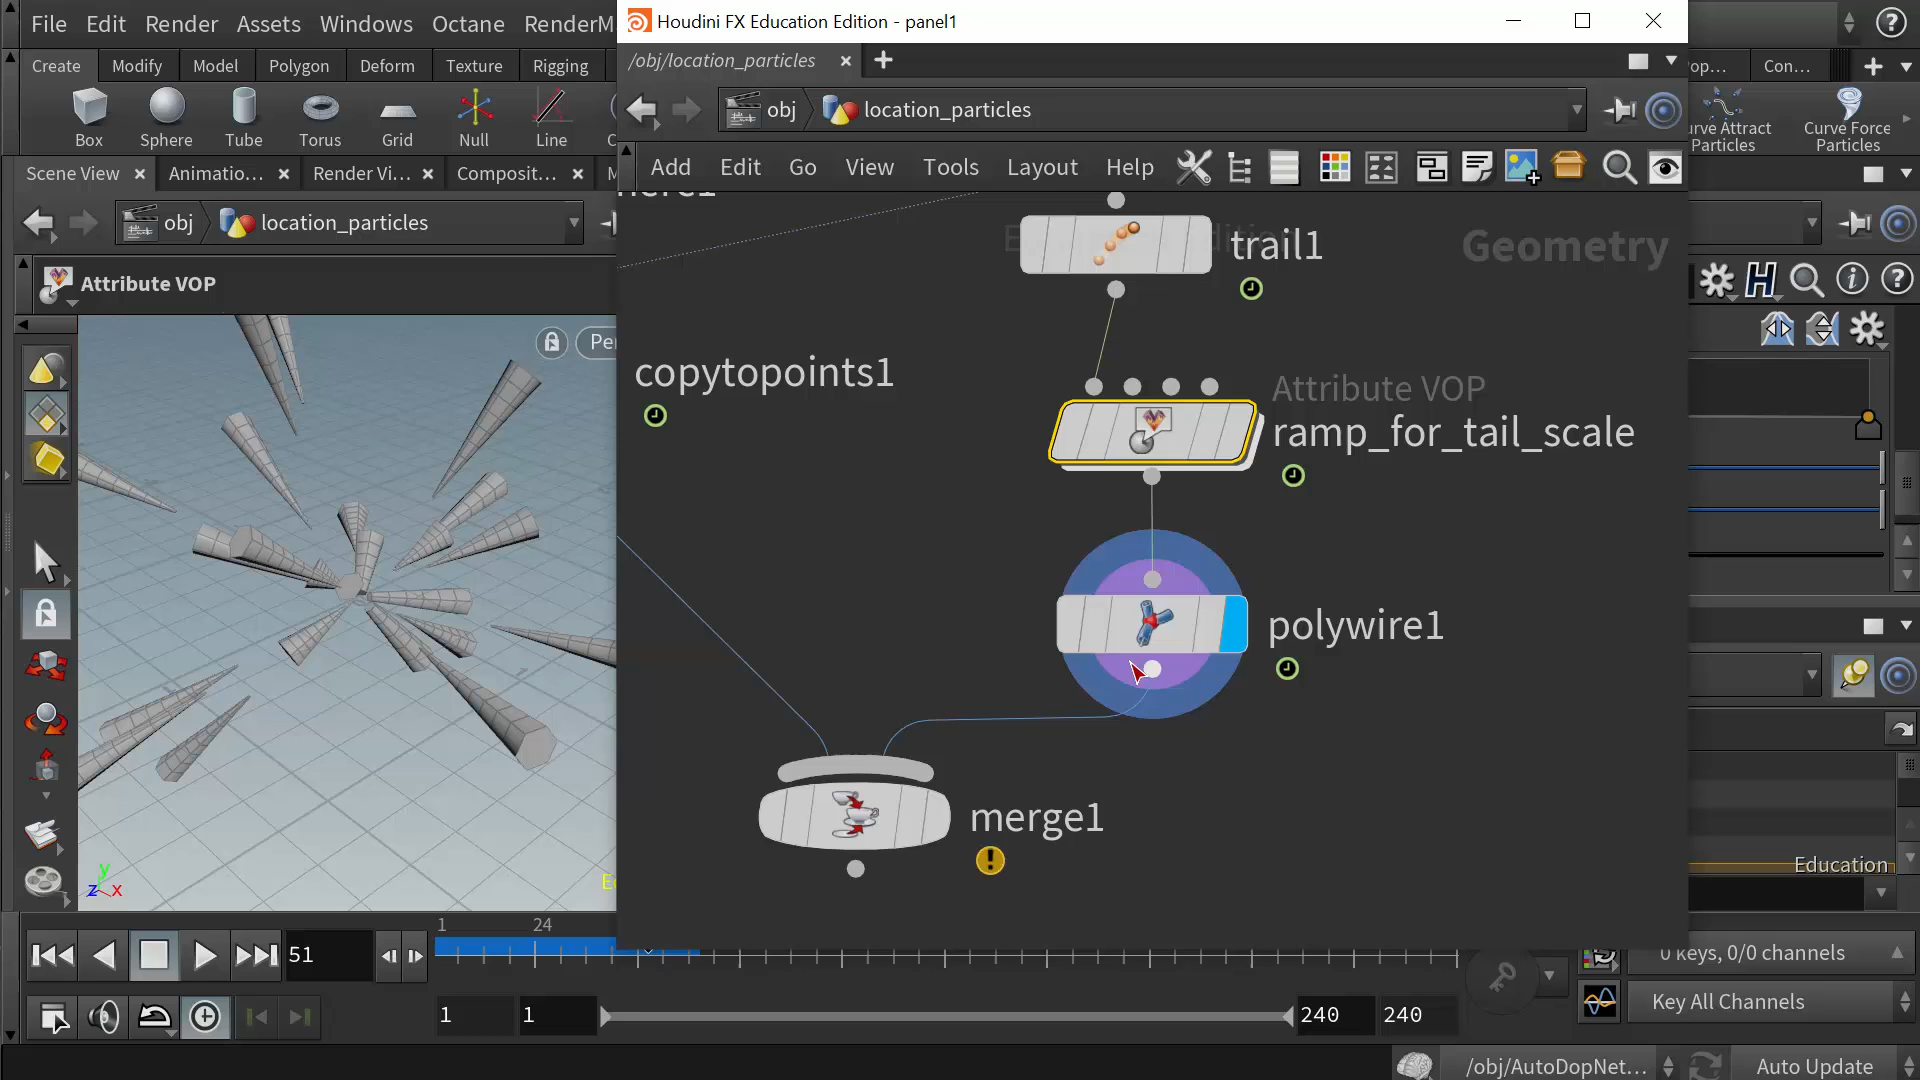 File Edit Render Assets Windows Octane RenderM
Houdini FX Education Edition - panel1
Create Modify Model Polygon Deform Texture Rigging
/obj/location_particles
Con...
Box Sphere Tube Torus Grid Null Line
obj location_particles
Curve Force
Particles
Particles
Scene View Animatio... Render Vi... Composit...
Add Edit Go View Tools Layout Help
obj location_particles
Attribute VOP
trail1
Geometry
Per
copytopoints1
Attribute VOP
ramp_for_tail_scale
polywire1
merge1
Education
z y x
1 24
51
0 keys, 0/0 channels
1 1 240 240
Key All Channels
/obj/AutoDopNet... Auto Update